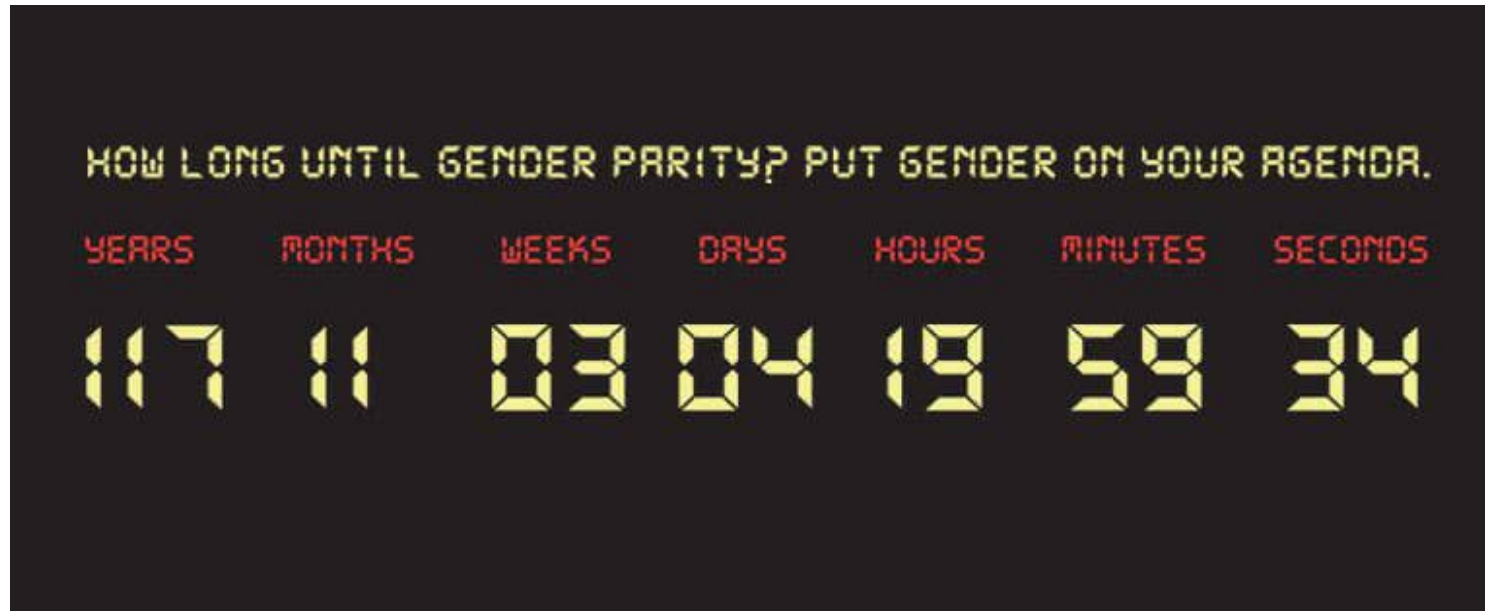 HOW LONG UNTIL GENDER PARITY? PUT GENDER ON YOUR AGENDA.
YEARS MONTHS WEEKS DAYS HOURS MINUTES SECONDS
117 11 03 04 19 59 34